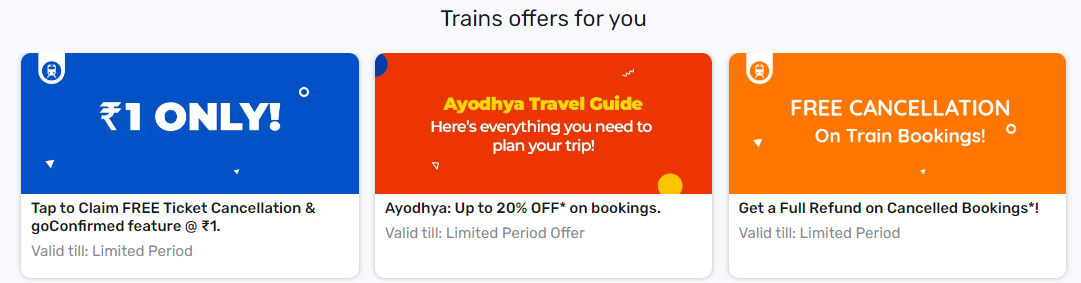 Trains offers for you
₹1 ONLY!
Tap to Claim FREE Ticket Cancellation &
goConfirmed feature @ ₹1.
Valid till: Limited Period
Ayodhya Travel Guide
Here's everything you need to
plan your trip!
Ayodhya: Up to 20% OFF* on bookings.
Valid till: Limited Period Offer
FREE CANCELLATION
On Train Bookings!
Get a Full Refund on Cancelled Bookings*!
Valid till: Limited Period